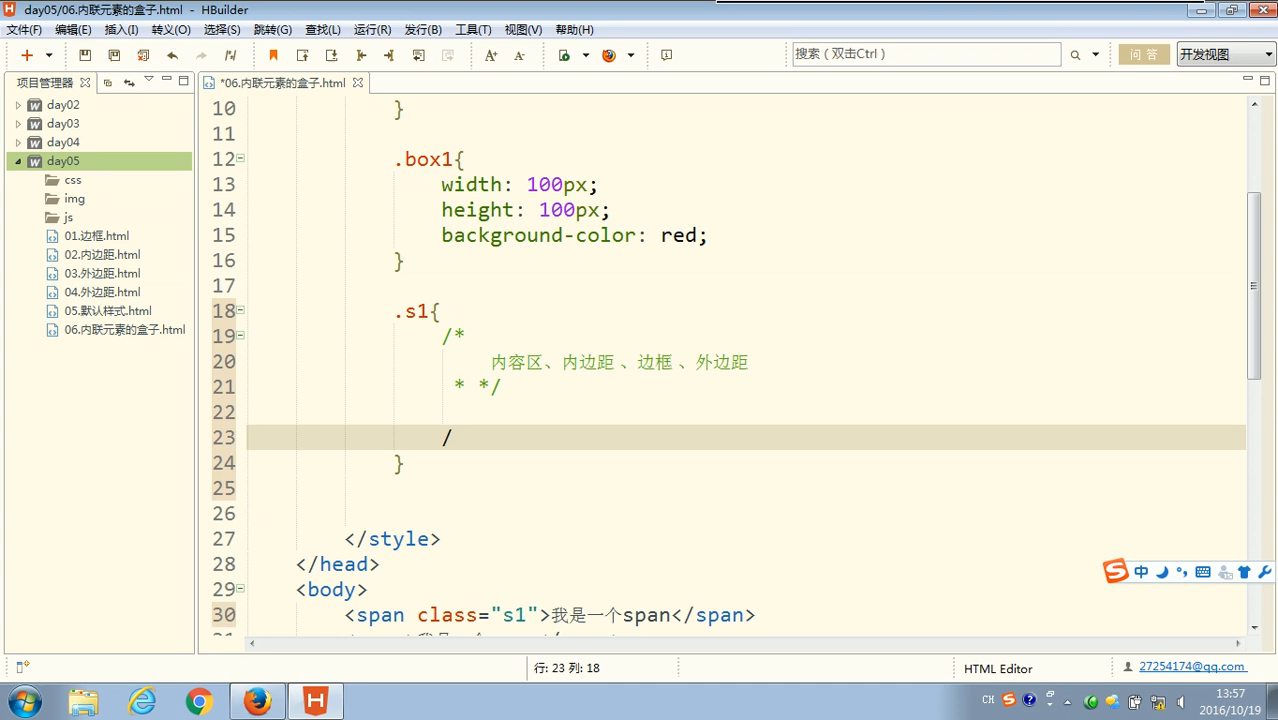 day05/06.内联元素的盒子.html - HBuilder
文件(F) 编辑(E) 插入(I) 转义(O) 选择(S) 跳转(G) 查找(L) 运行(R) 发行(B) 工具(T) 视图(V) 帮助(H)
搜索（双击Ctrl） 问 答 开发视图
项目管理器
*06.内联元素的盒子.html
day02
day03
day04
day05
css
img
js
01.边框.html
02.内边距.html
03.外边距.html
04.外边距.html
05.默认样式.html
06.内联元素的盒子.html
10 }
11
12 .box1{
13 width: 100px;
14 height: 100px;
15 background-color: red;
16 }
17
18 .s1{
19 /*
20 内容区、内边距 、边框 、外边距
21 * */
22
23 /
24 }
25
26
27 </style>
28 </head>
29 <body>
30 <span class="s1">我是一个span</span>
中
行: 23 列: 18 HTML Editor 27254174@qq.com
CH 13:57
2016/10/19